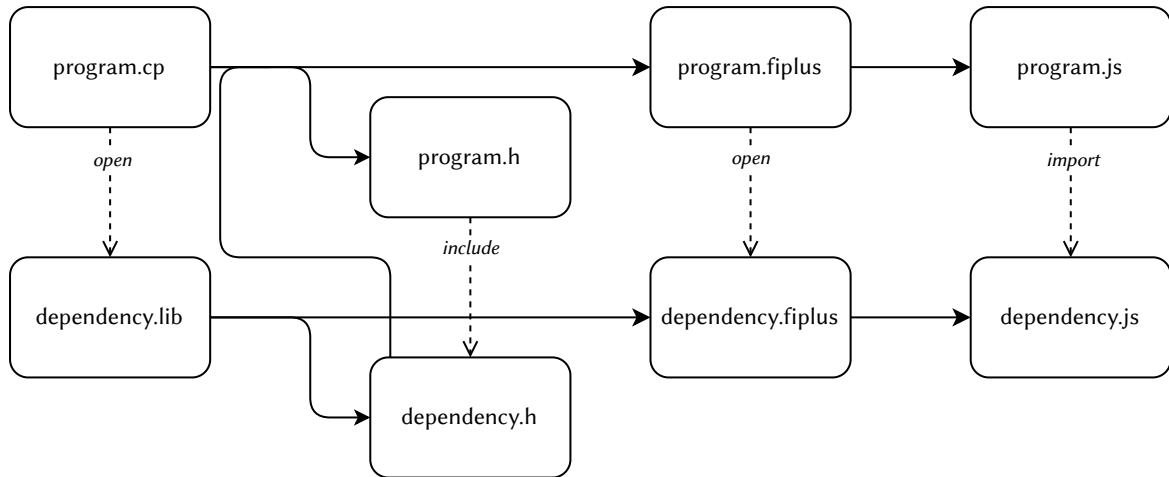 program.cp
program.fiplus
program.js
program.h
open
open
import
include
dependency.lib
dependency.fiplus
dependency.js
dependency.h